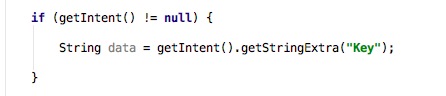 if (getIntent() != null) {
String data = getIntent().getStringExtra("Key");
}